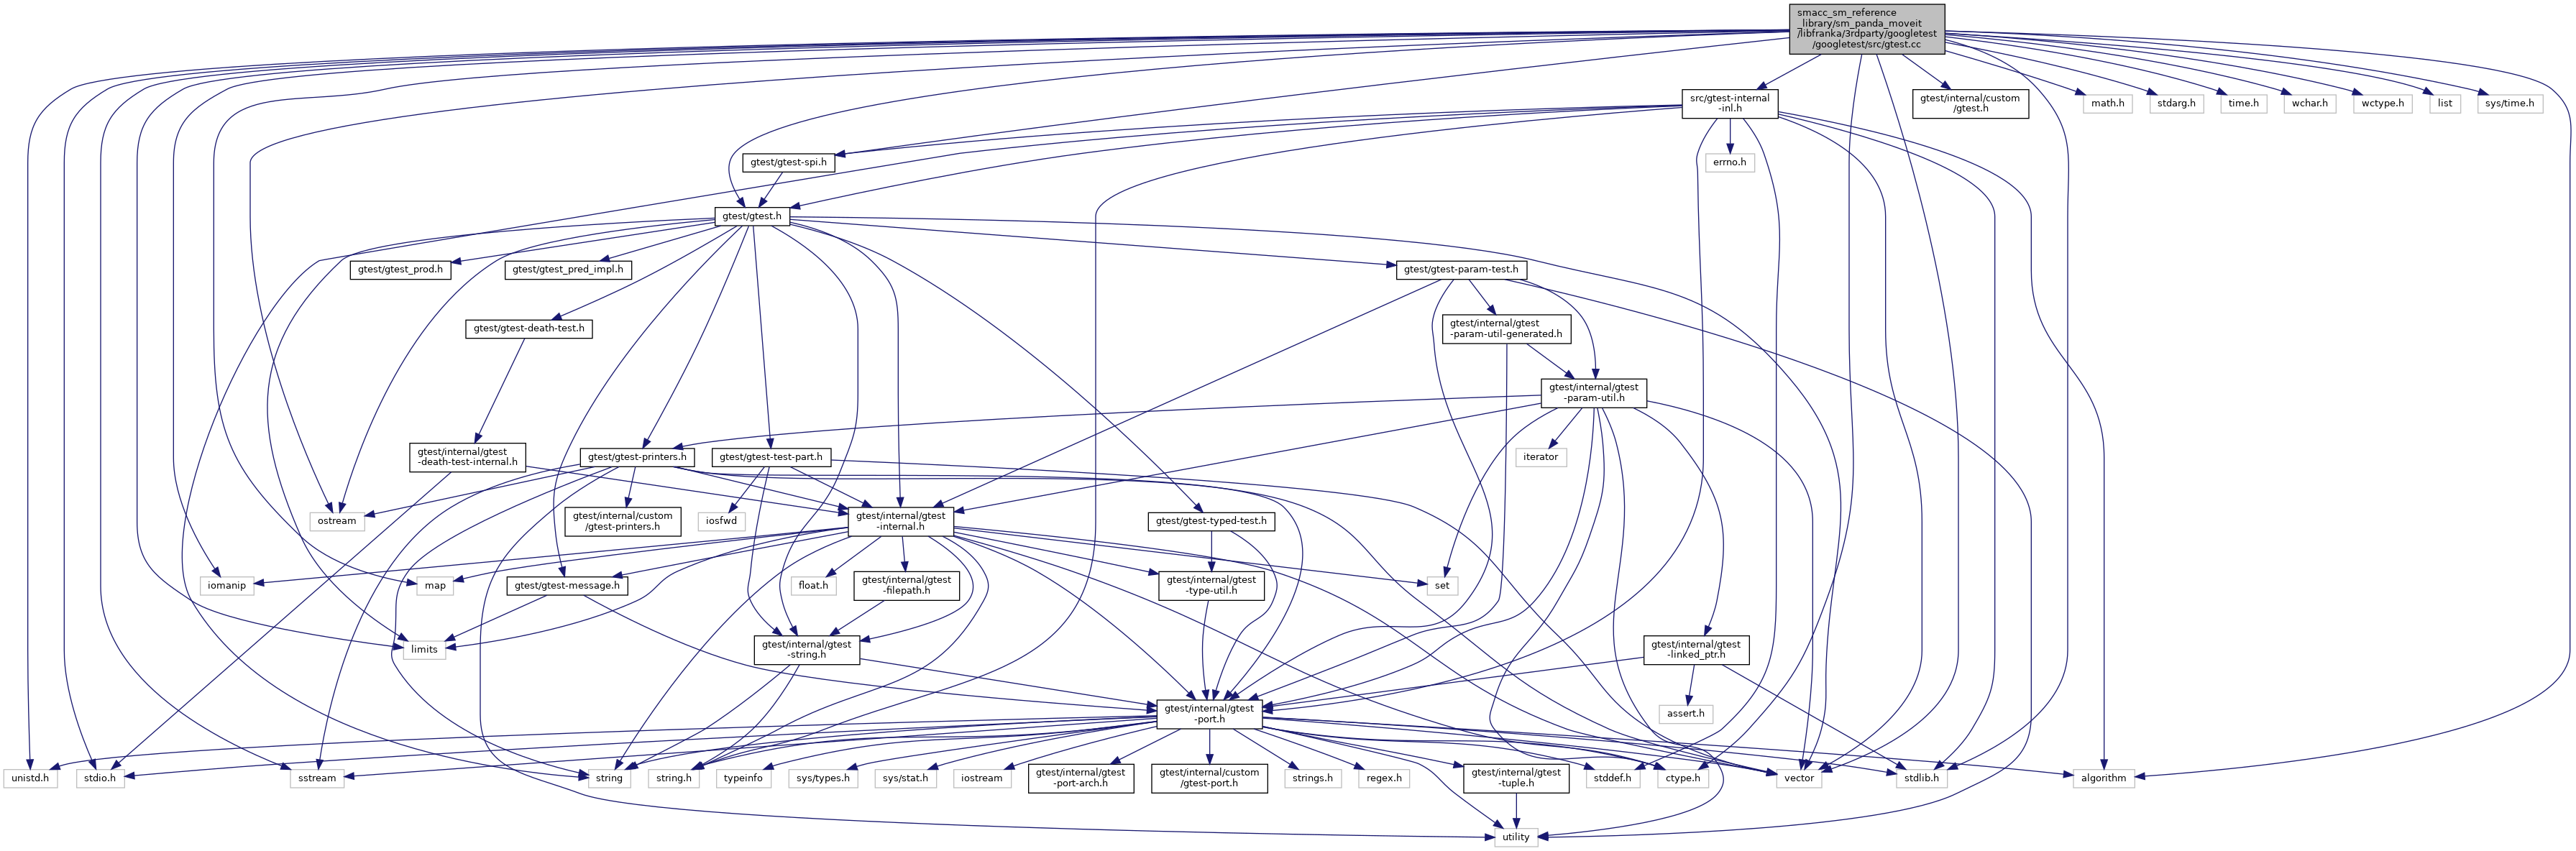 smacc_sm_reference
_library/sm_panda_moveit
/libfranka/3rdparty/googletest
/googletest/src/gtest.cc
src/gtest-internal
-inl.h
gtest/internal/custom
/gtest.h
math.h
stdarg.h
time.h
wchar.h
wctype.h
list
sys/time.h
gtest/gtest-spi.h
errno.h
gtest/gtest.h
gtest/gtest_prod.h
gtest/gtest_pred_impl.h
gtest/gtest-param-test.h
gtest/gtest-death-test.h
gtest/internal/gtest
-param-util-generated.h
gtest/internal/gtest
-param-util.h
gtest/internal/gtest
-death-test-internal.h
gtest/gtest-printers.h
gtest/gtest-test-part.h
iterator
ostream
gtest/internal/custom
/gtest-printers.h
iosfwd
gtest/internal/gtest
-internal.h
gtest/gtest-typed-test.h
iomanip
map
gtest/gtest-message.h
float.h
gtest/internal/gtest
-filepath.h
gtest/internal/gtest
-type-util.h
set
limits
gtest/internal/gtest
-string.h
gtest/internal/gtest
-linked_ptr.h
gtest/internal/gtest
-port.h
assert.h
unistd.h
stdio.h
sstream
string
string.h
typeinfo
sys/types.h
sys/stat.h
iostream
gtest/internal/gtest
-port-arch.h
gtest/internal/custom
/gtest-port.h
strings.h
regex.h
gtest/internal/gtest
-tuple.h
stddef.h
ctype.h
vector
stdlib.h
algorithm
utility